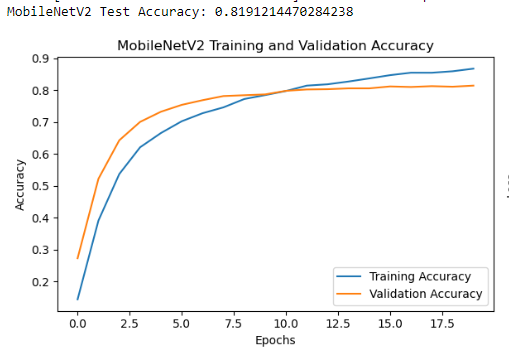 MobileNetV2 Test Accuracy: 0.8191214470284238
MobileNetV2 Training and Validation Accuracy
0.9
0.8
0.7
0.6
0.5
0.4
0.3
0.2
Accuracy
Training Accuracy
Validation Accuracy
0.0 2.5 5.0 7.5 10.0 12.5 15.0 17.5
Epochs